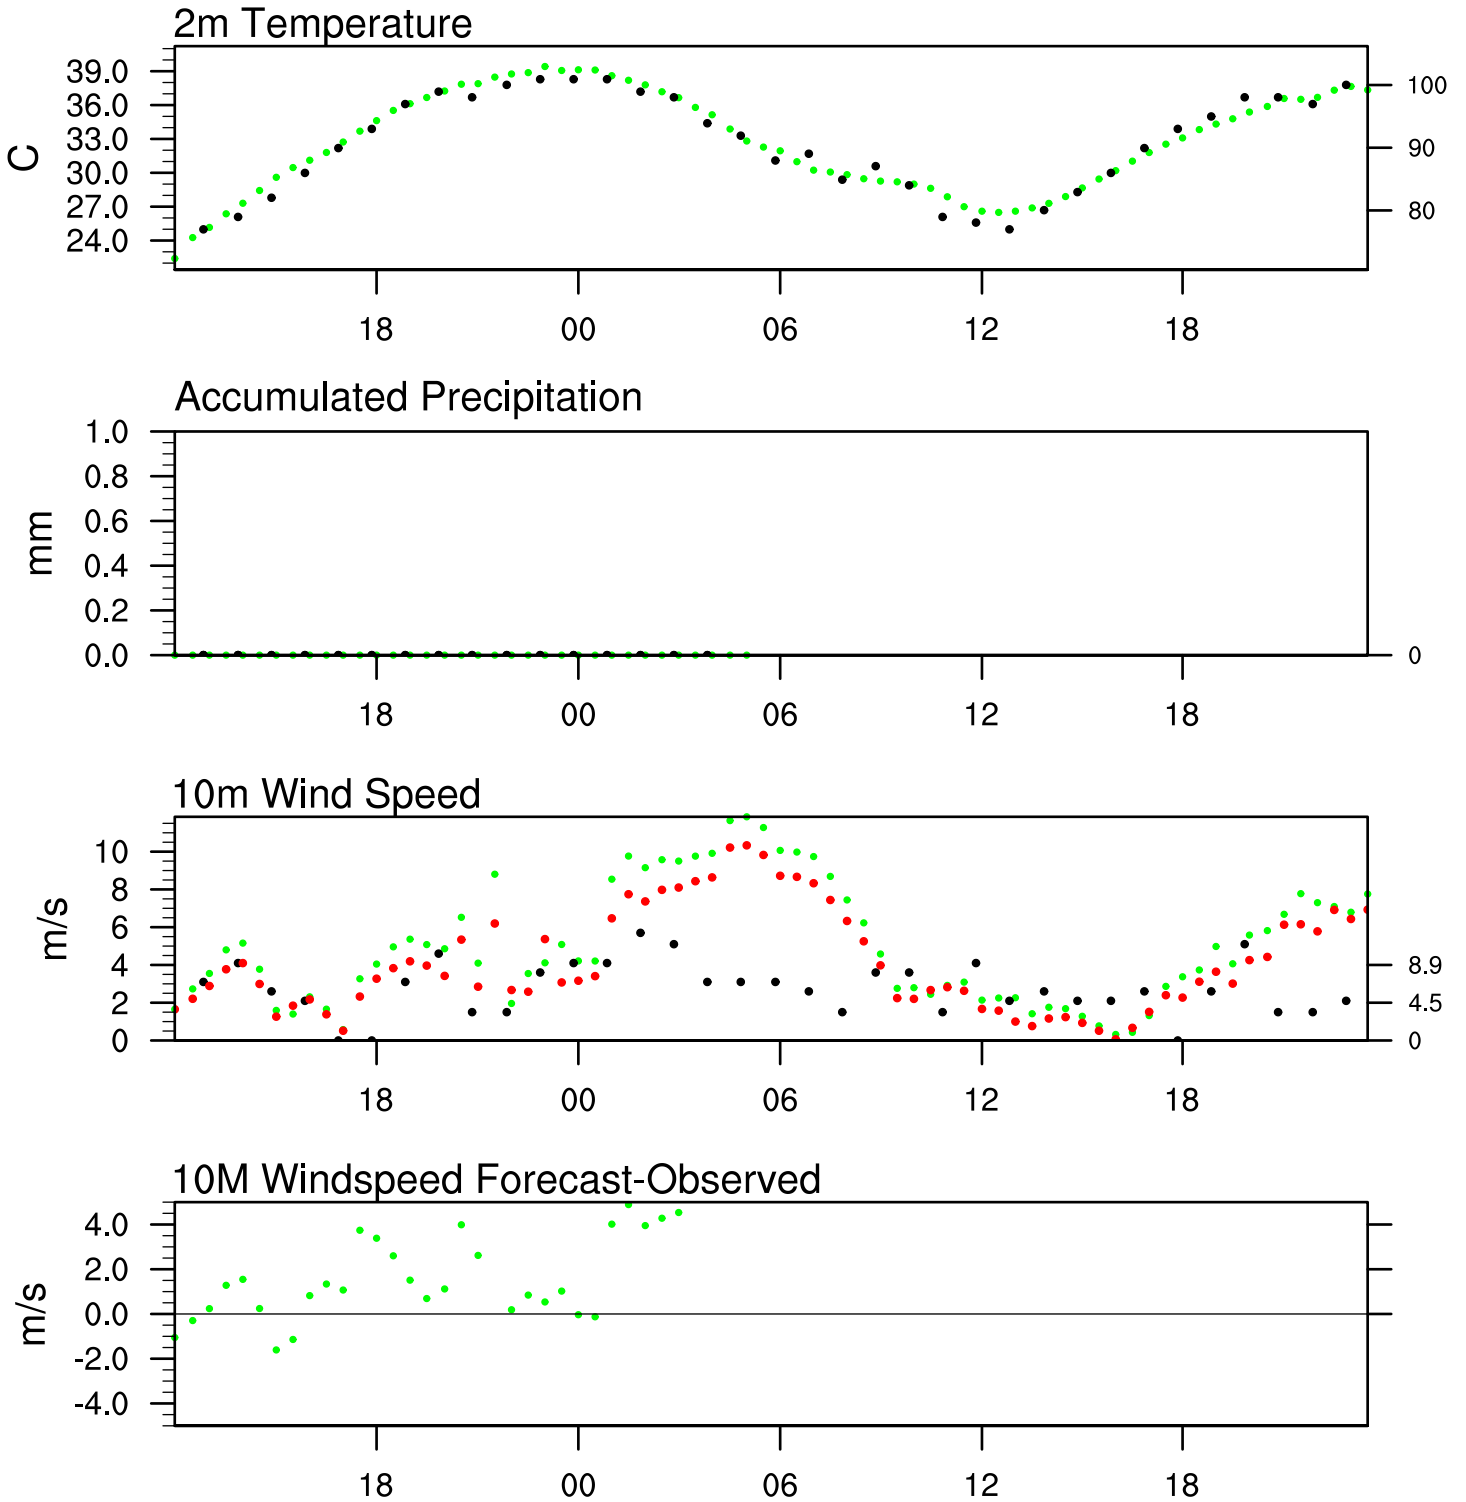 2m Temperature
39.0
36.0
33.0
30.0
27.0
24.0
C
100
90
80
18 00 06 12 18
Accumulated Precipitation
1.0
0.8
0.6
0.4
0.2
0.0
mm
0
18 00 06 12 18
10m Wind Speed
10
8
6
4
2
0
m/s
8.9
4.5
0
18 00 06 12 18
10M Windspeed Forecast-Observed
4.0
2.0
0.0
-2.0
-4.0
m/s
18 00 06 12 18